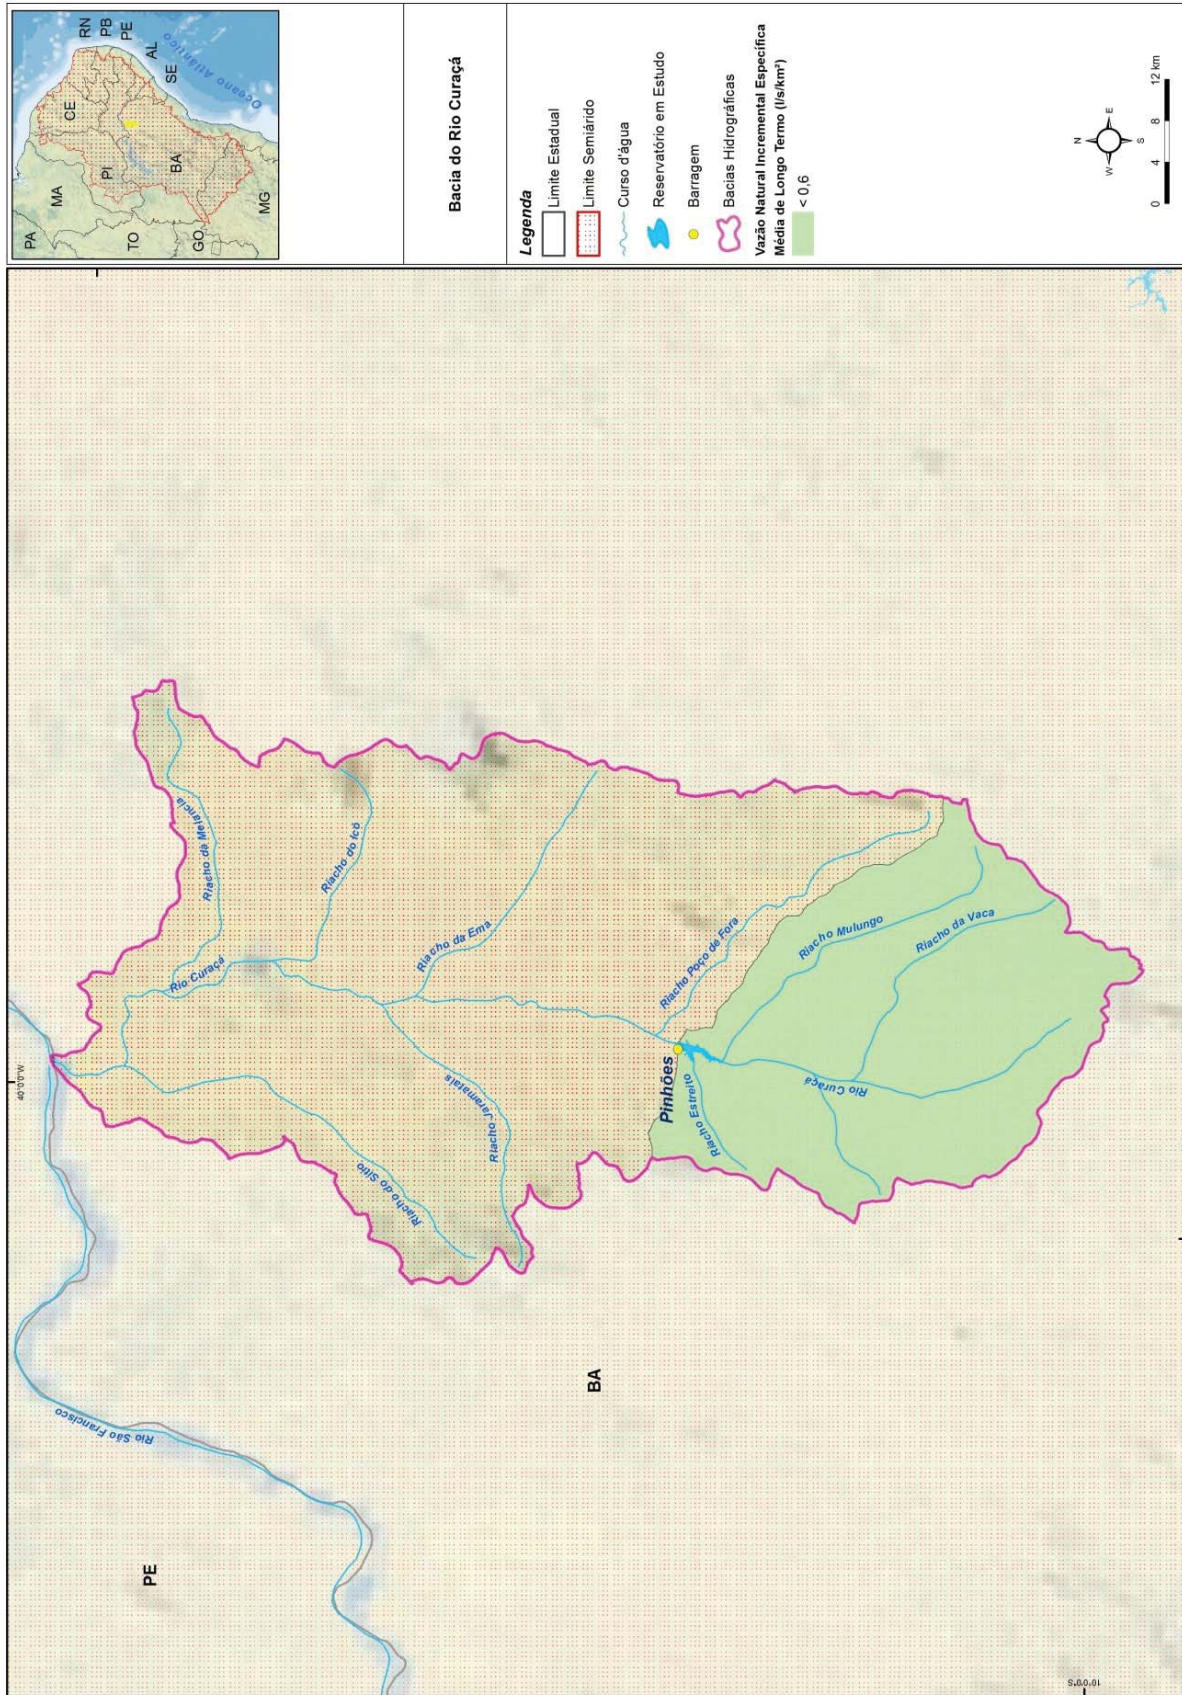 PA
MA
CE
RN
PB
PE
AL
SE
PI
TO
BA
GO
MG
Oceano Atlântico
Bacia do Rio Curaçá
Legenda
Limite Estadual
Limite Semiárido
Curso d'água
Reservatório em Estudo
Barragem
Bacias Hidrográficas
Vazão Natural Incremental Específica
Média de Longo Termo (l/s/km²)
< 0,6
N
W
E
S
0
4
8
12 km
40°0'0"W
Riacho da Melancia
Rio Curaçá
Riacho do Icó
Riacho da Ema
Riacho do Sítio
Riacho Jaramatais
Riacho Poço de Fora
Pinhões
Riacho Estreito
Riacho Mulungo
Riacho da Vaca
Rio Curaçá
Rio São Francisco
PE
BA
10°0'0"S